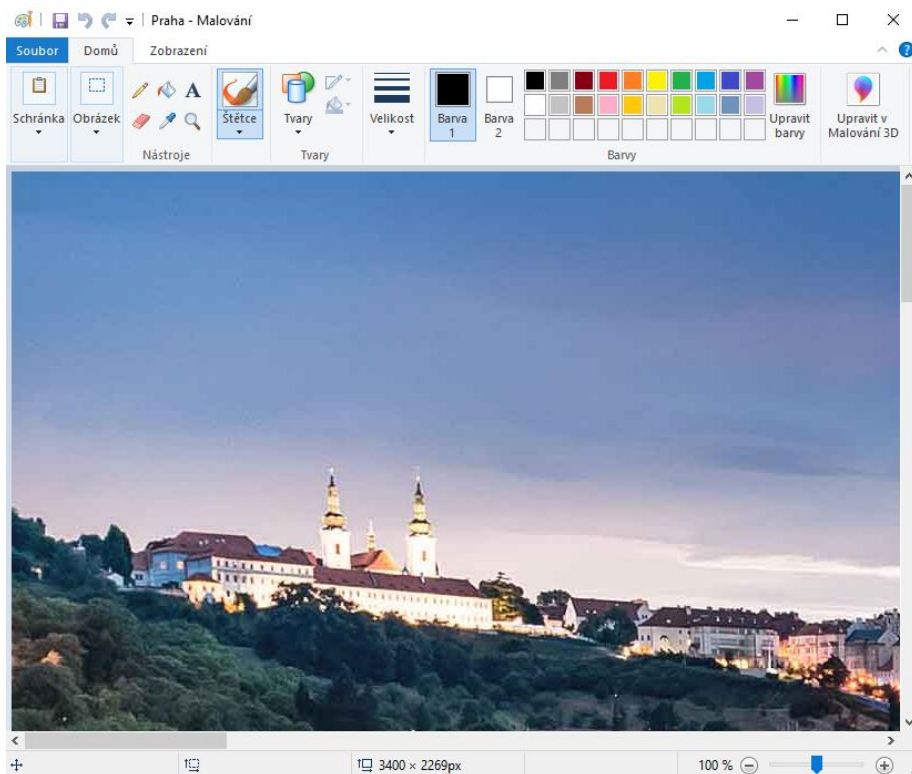 Praha - Malování
Soubor Domů Zobrazení
?
A
Schránka Obrázek Štětce Tvary Velikost Barva 1 Barva 2 Upravit barvy Upravit v Malování 3D
Nástroje Tvary Barvy
3400 × 2269px 100 %